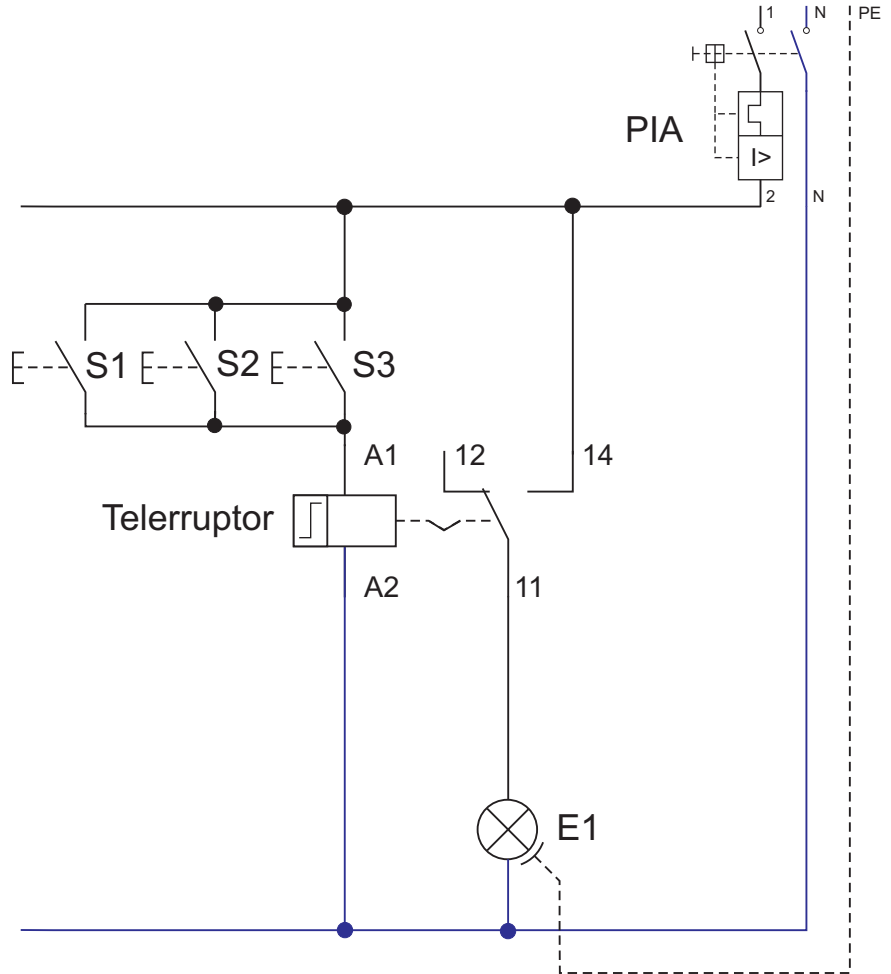 1 N PE
PIA
I>
2 N
S1 S2 S3
A1 12 14
Telerruptor
A2 11
E1